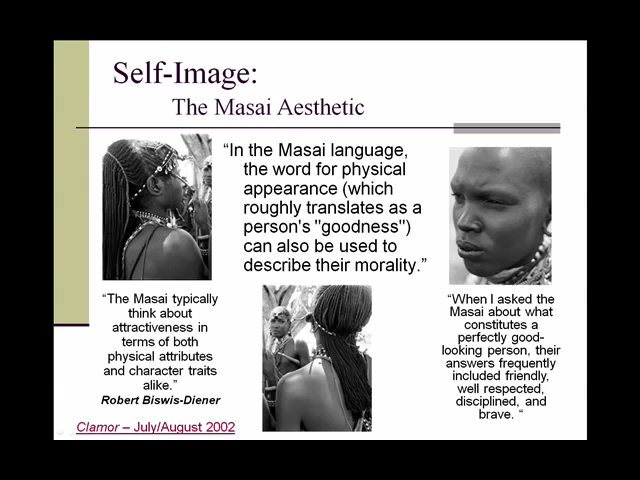 Self-Image:
The Masai Aesthetic
“In the Masai language,
the word for physical
appearance (which
roughly translates as a
person's "goodness")
can also be used to
describe their morality.”
“The Masai typically
think about
attractiveness in
terms of both
physical attributes
and character traits
alike.”
Robert Biswis-Diener
Clamor – July/August 2002
“When I asked the
Masai about what
constitutes a
perfectly good-
looking person, their
answers frequently
included friendly,
well respected,
disciplined, and
brave. “